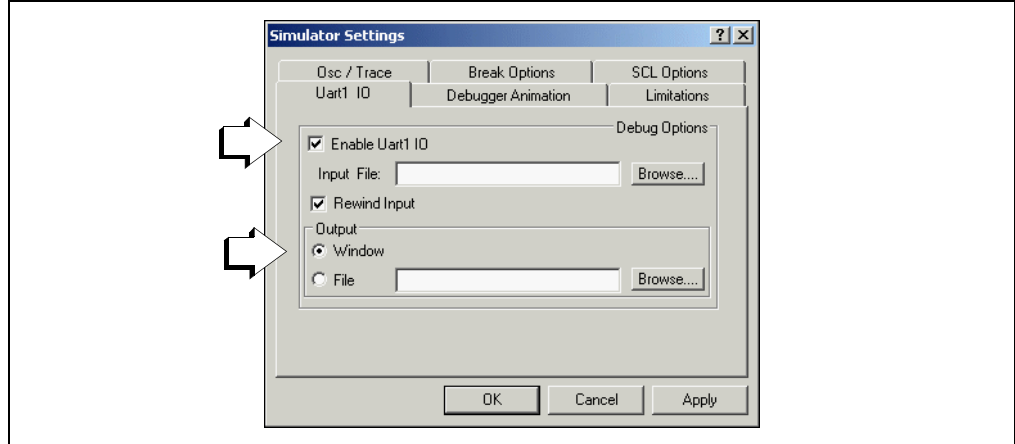 Simulator Settings
Osc / Trace Break Options SCL Options
Uart1 IO Debugger Animation Limitations
Debug Options
Enable Uart1 IO
Input File: Browse....
Rewind Input
Output
Window
File Browse....
OK Cancel Apply